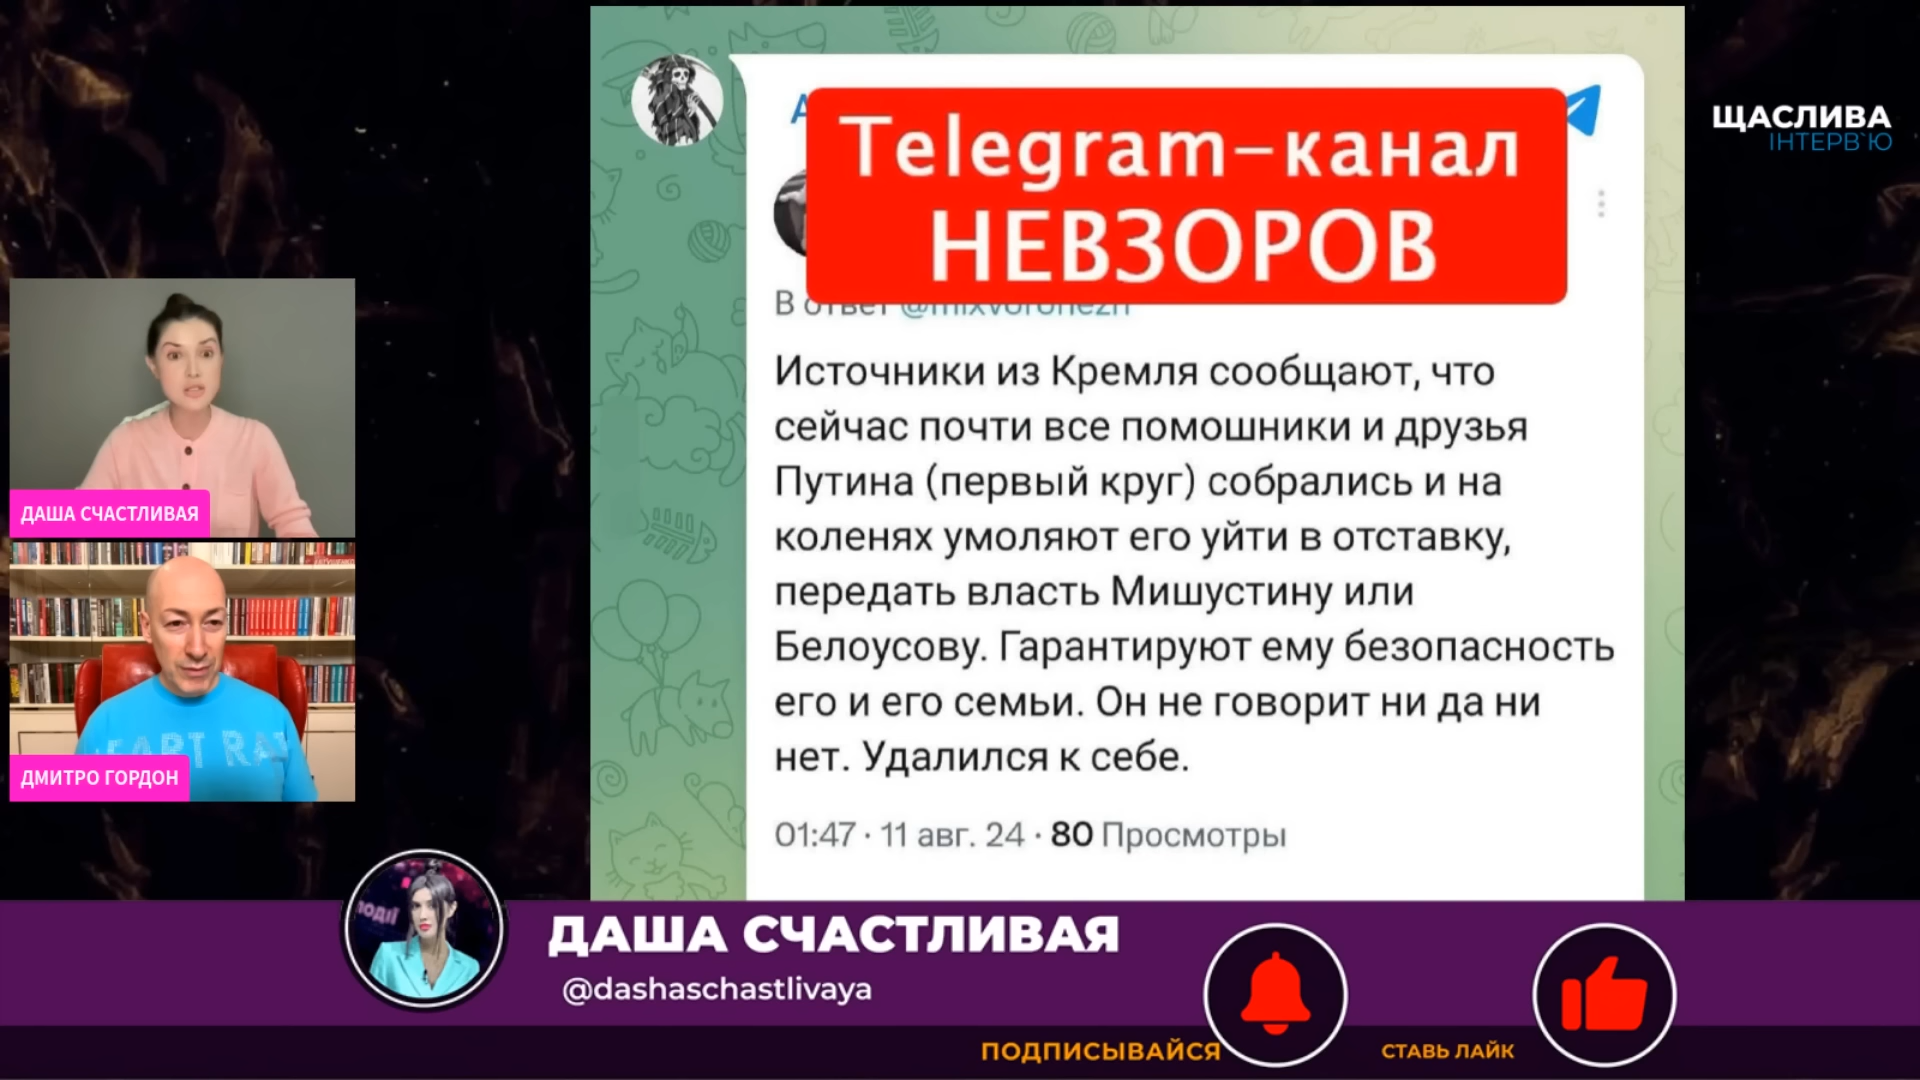 ЩАСЛИВА
ІНТЕРВ`Ю
Telegram-канал
НЕВЗОРОВ
В ответ @mixvoronezh
Источники из Кремля сообщают, что
сейчас почти все помошники и друзья
Путина (первый круг) собрались и на
коленях умоляют его уйти в отставку,
передать власть Мишустину или
Белоусову. Гарантируют ему безопасность
его и его семьи. Он не говорит ни да ни
нет. Удалился к себе.
01:47 · 11 авг. 24 · 80 Просмотры
ДАША СЧАСТЛИВАЯ
ДМИТРО ГОРДОН
ДАША СЧАСТЛИВАЯ
@dashaschastlivaya
ПОДПИСЫВАЙСЯ
СТАВЬ ЛАЙК